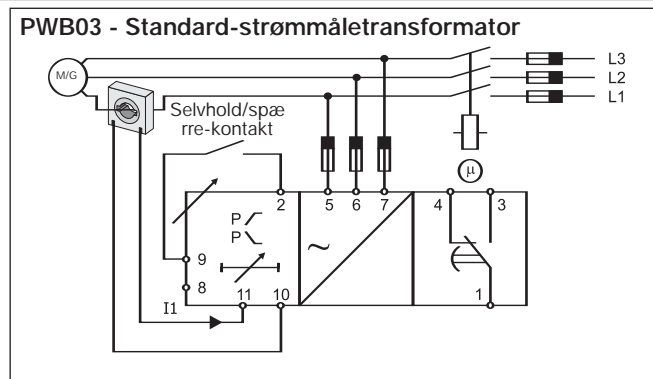 PWB03 - Standard-strømmåletransformator
L3
M/G
L2
L1
Selvhold/spæ
rre-kontakt
µ
2
5
6
7
4
3
P
P
~
9
8
11
10
1
I1